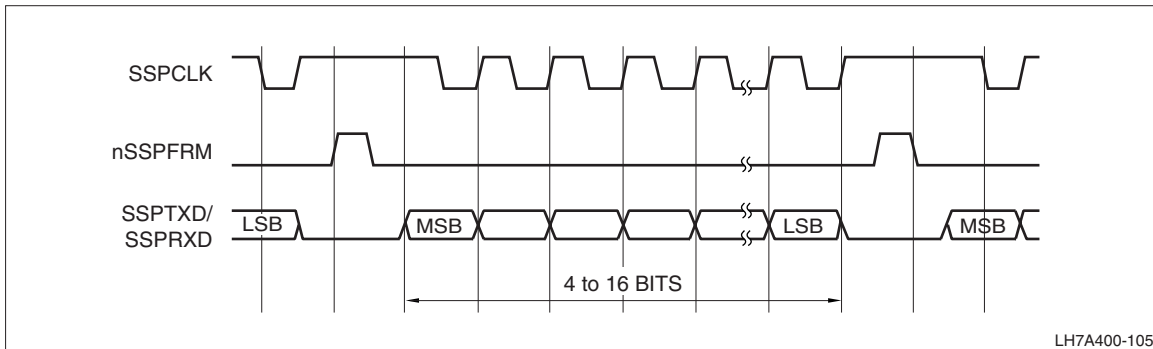 SSPCLK
nSSPFRM
SSPTXD/
SSPRXD
LSB
MSB
LSB
MSB
4 to 16 BITS
LH7A400-105